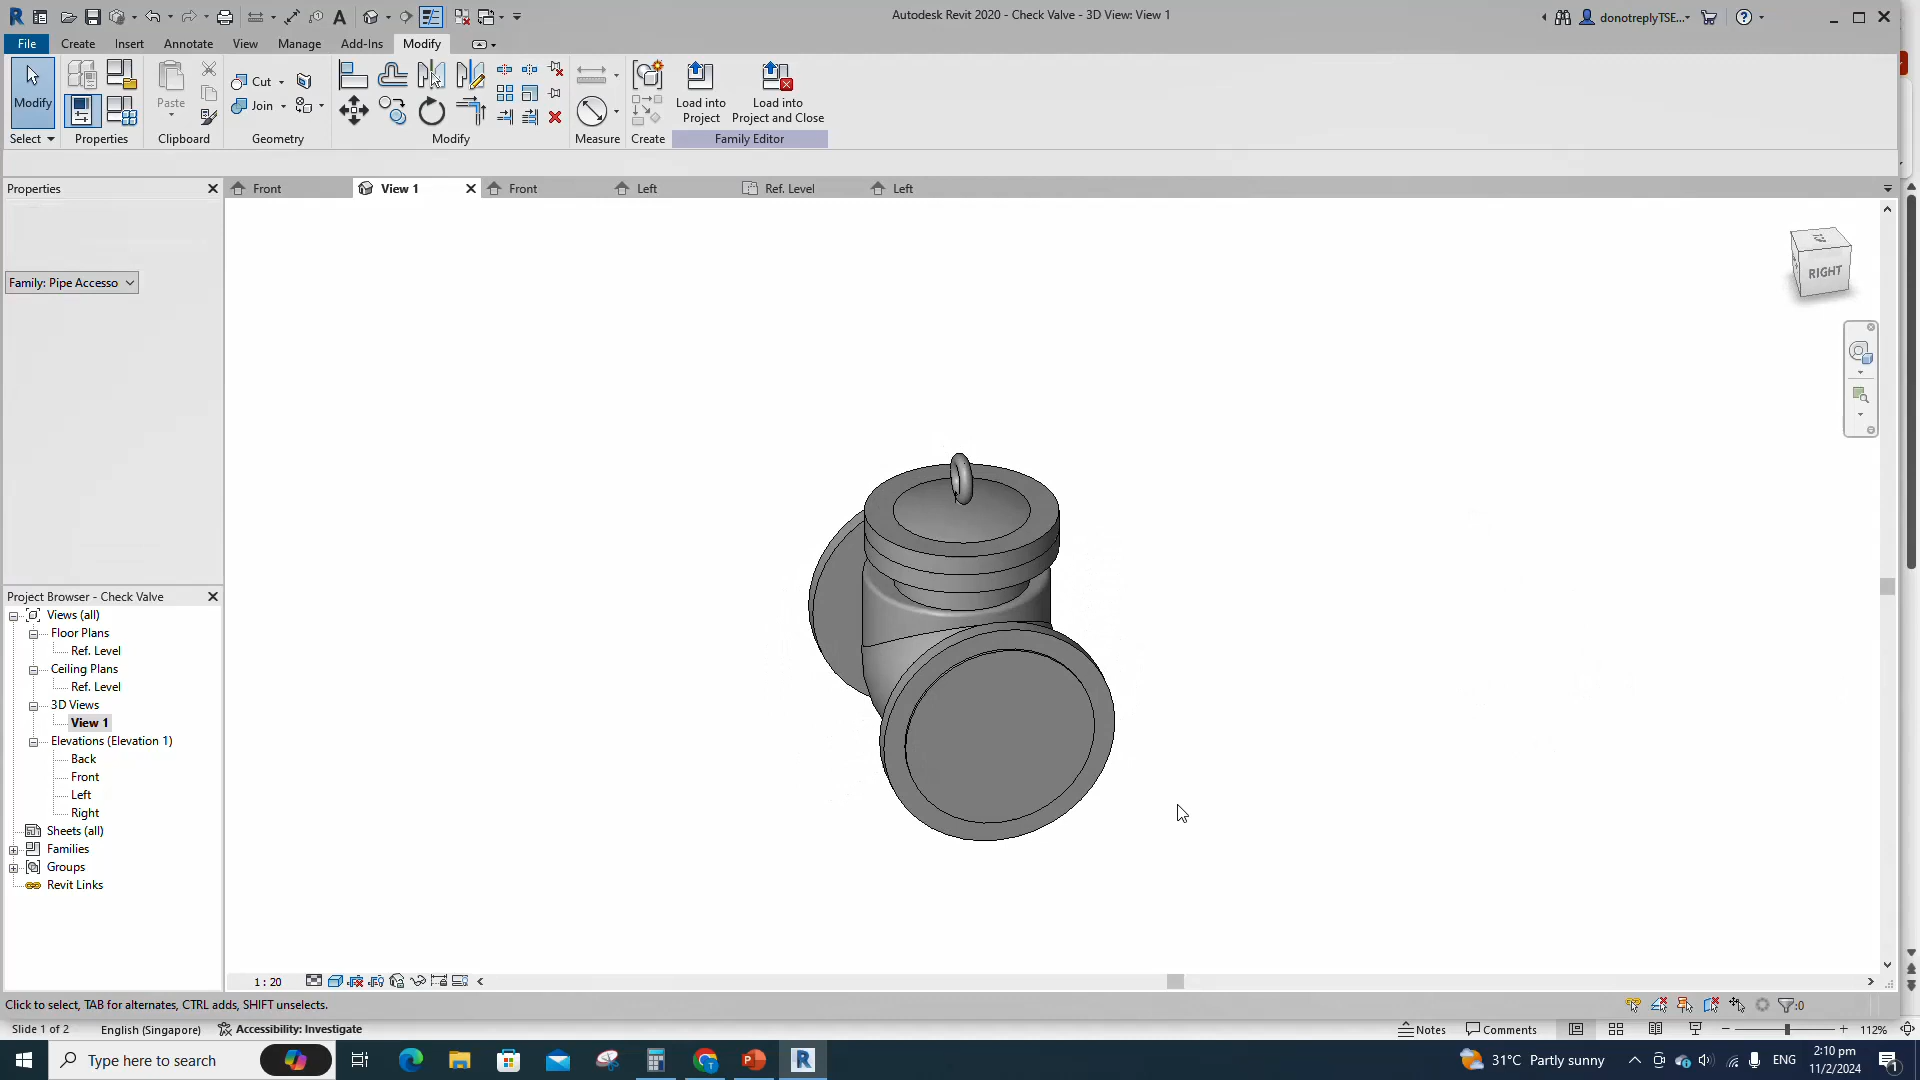 Autodesk Revit 2020 - Check Valve - 3D View: View 1
donotreplyTSE...
File Create Insert Annotate View Manage Add-Ins Modify
Modify
Paste
Cut
Join
Load into Project
Load into Project and Close
Select Properties Clipboard Geometry Modify Measure Create Family Editor
Properties
Front View 1 Front Left Ref. Level Left
Family: Pipe Accesso
RIGHT
Project Browser - Check Valve
Views (all)
Floor Plans
Ref. Level
Ceiling Plans
Ref. Level
3D Views
View 1
Elevations (Elevation 1)
Back
Front
Left
Right
Sheets (all)
Families
Groups
Revit Links
1 : 20
Click to select, TAB for alternates, CTRL adds, SHIFT unselects.
:0
Slide 1 of 2 English (Singapore) Accessibility: Investigate Notes Comments 112%
Type here to search
31°C Partly sunny
ENG
2:10 pm
11/2/2024
1